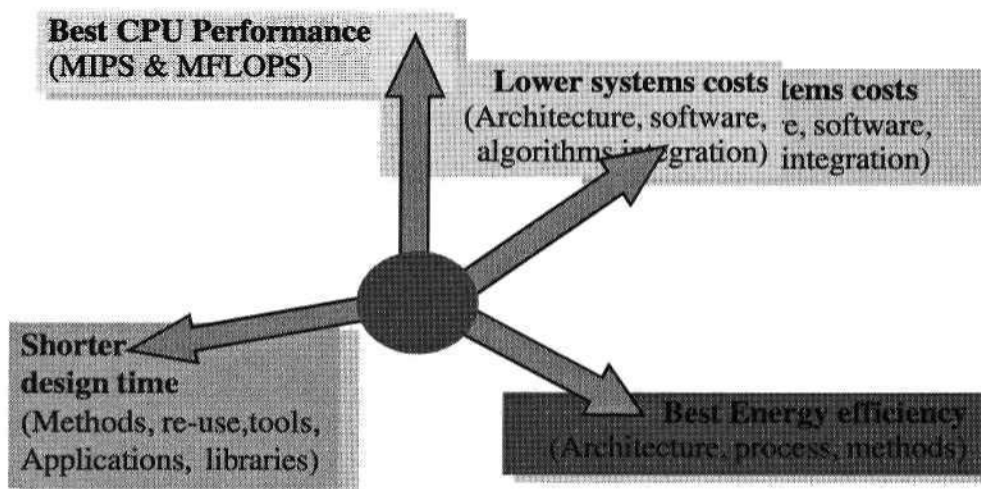 Best CPU Performance
(MIPS & MFLOPS)
Lower systems costs
(Architecture, software,
algorithms integration)
tems costs
e, software,
integration)
Shorter
design time
(Methods, re-use,tools,
Applications, libraries)
Best Energy efficiency
(Architecture, process, methods)